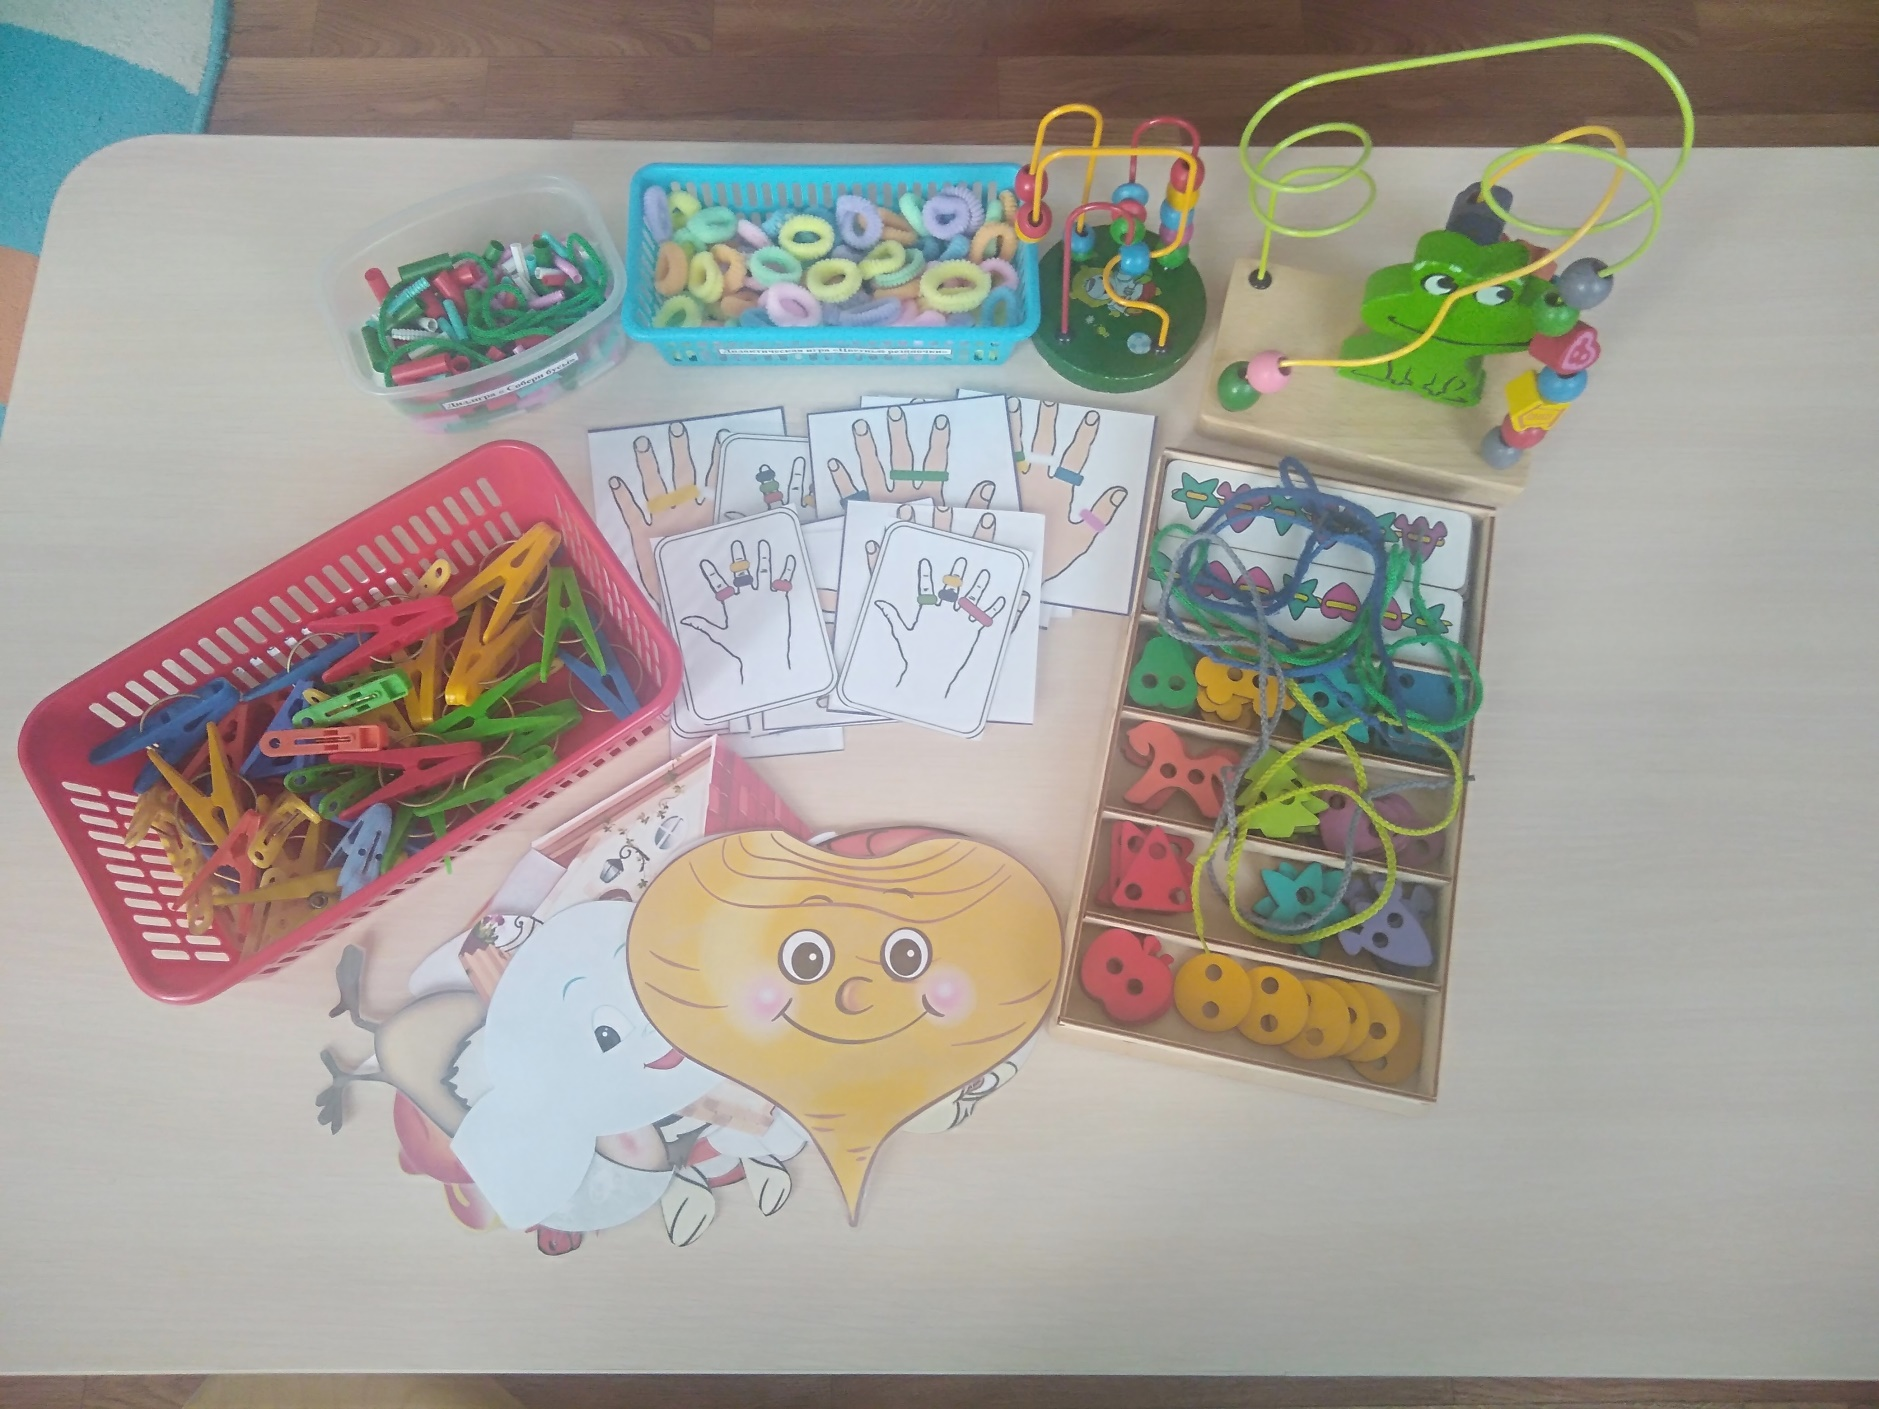 Дид.игра « Собери бусы»
Дидактическая игра «Цветные резиночки»